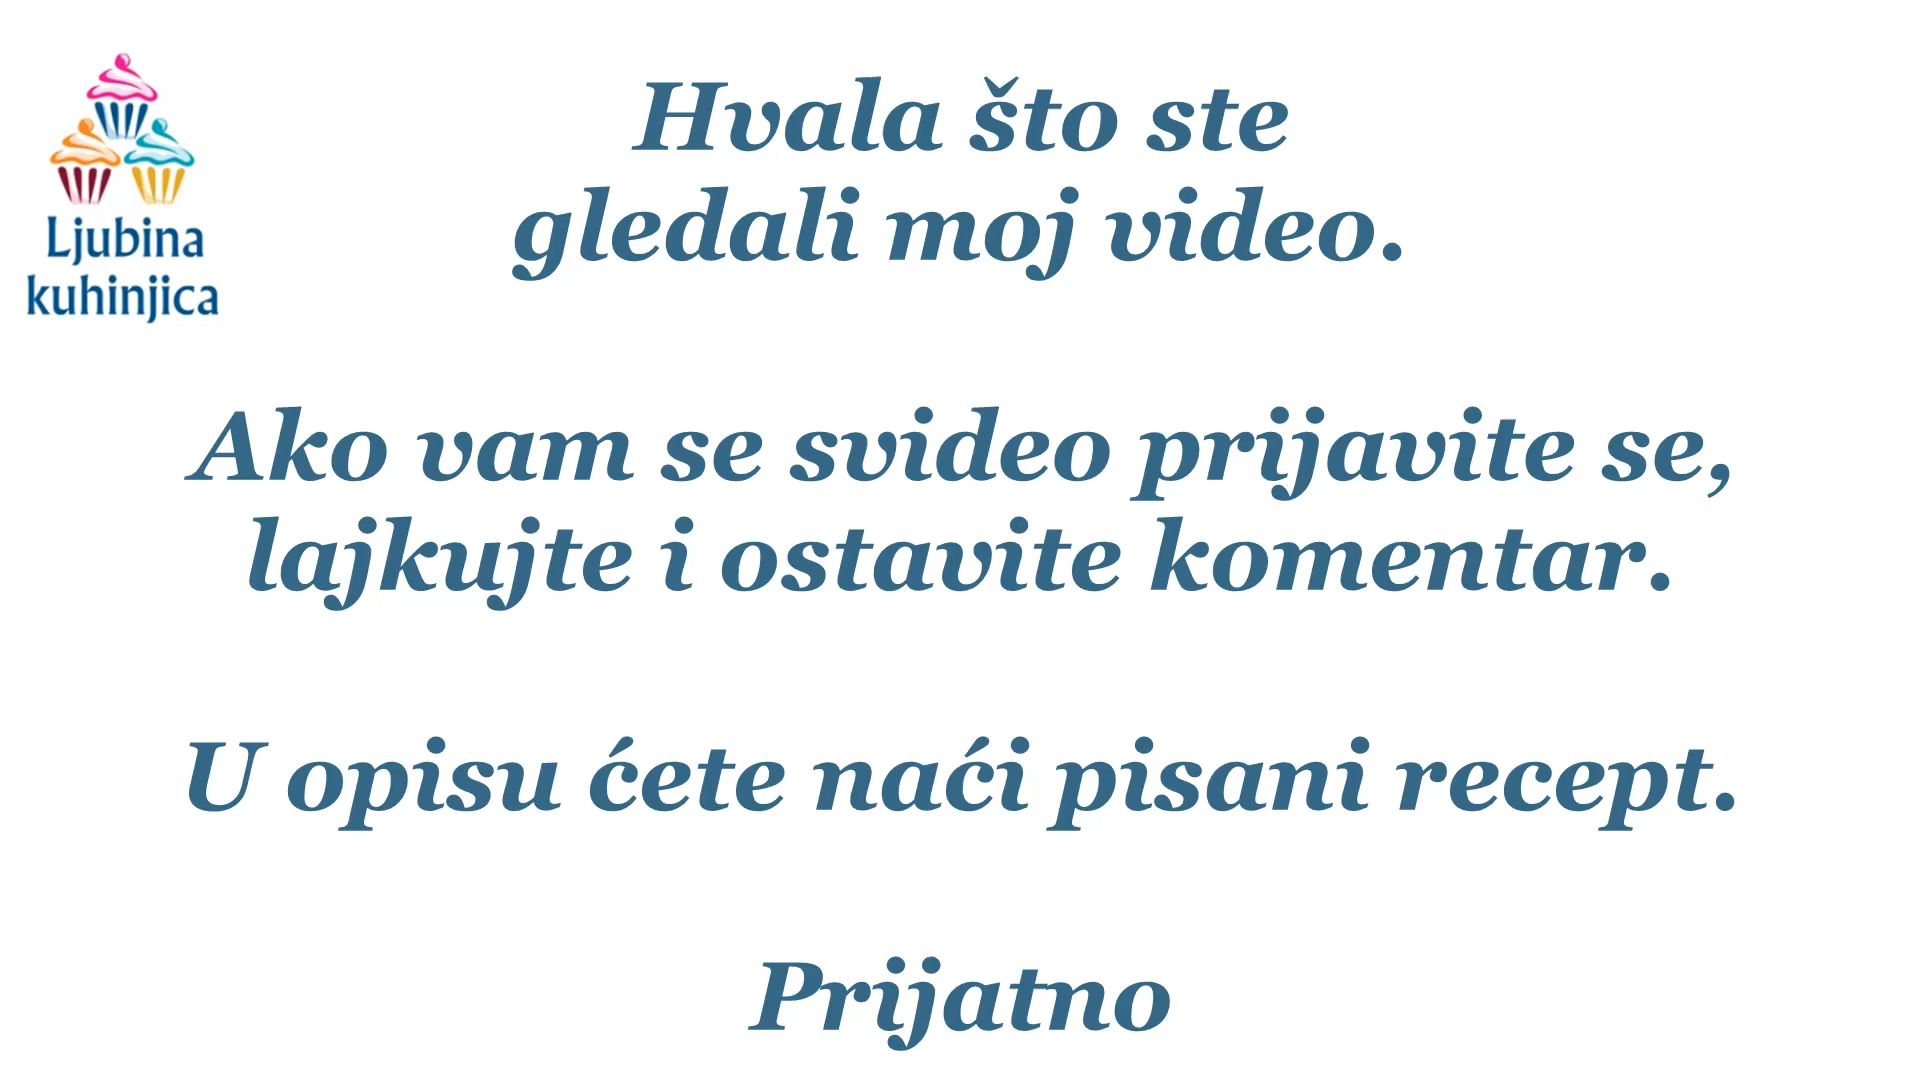 Ljubina
kuhinjica
Hvala što ste
gledali moj video.
Ako vam se svideo prijavite se,
lajkujte i ostavite komentar.
U opisu ćete naći pisani recept.
Prijatno